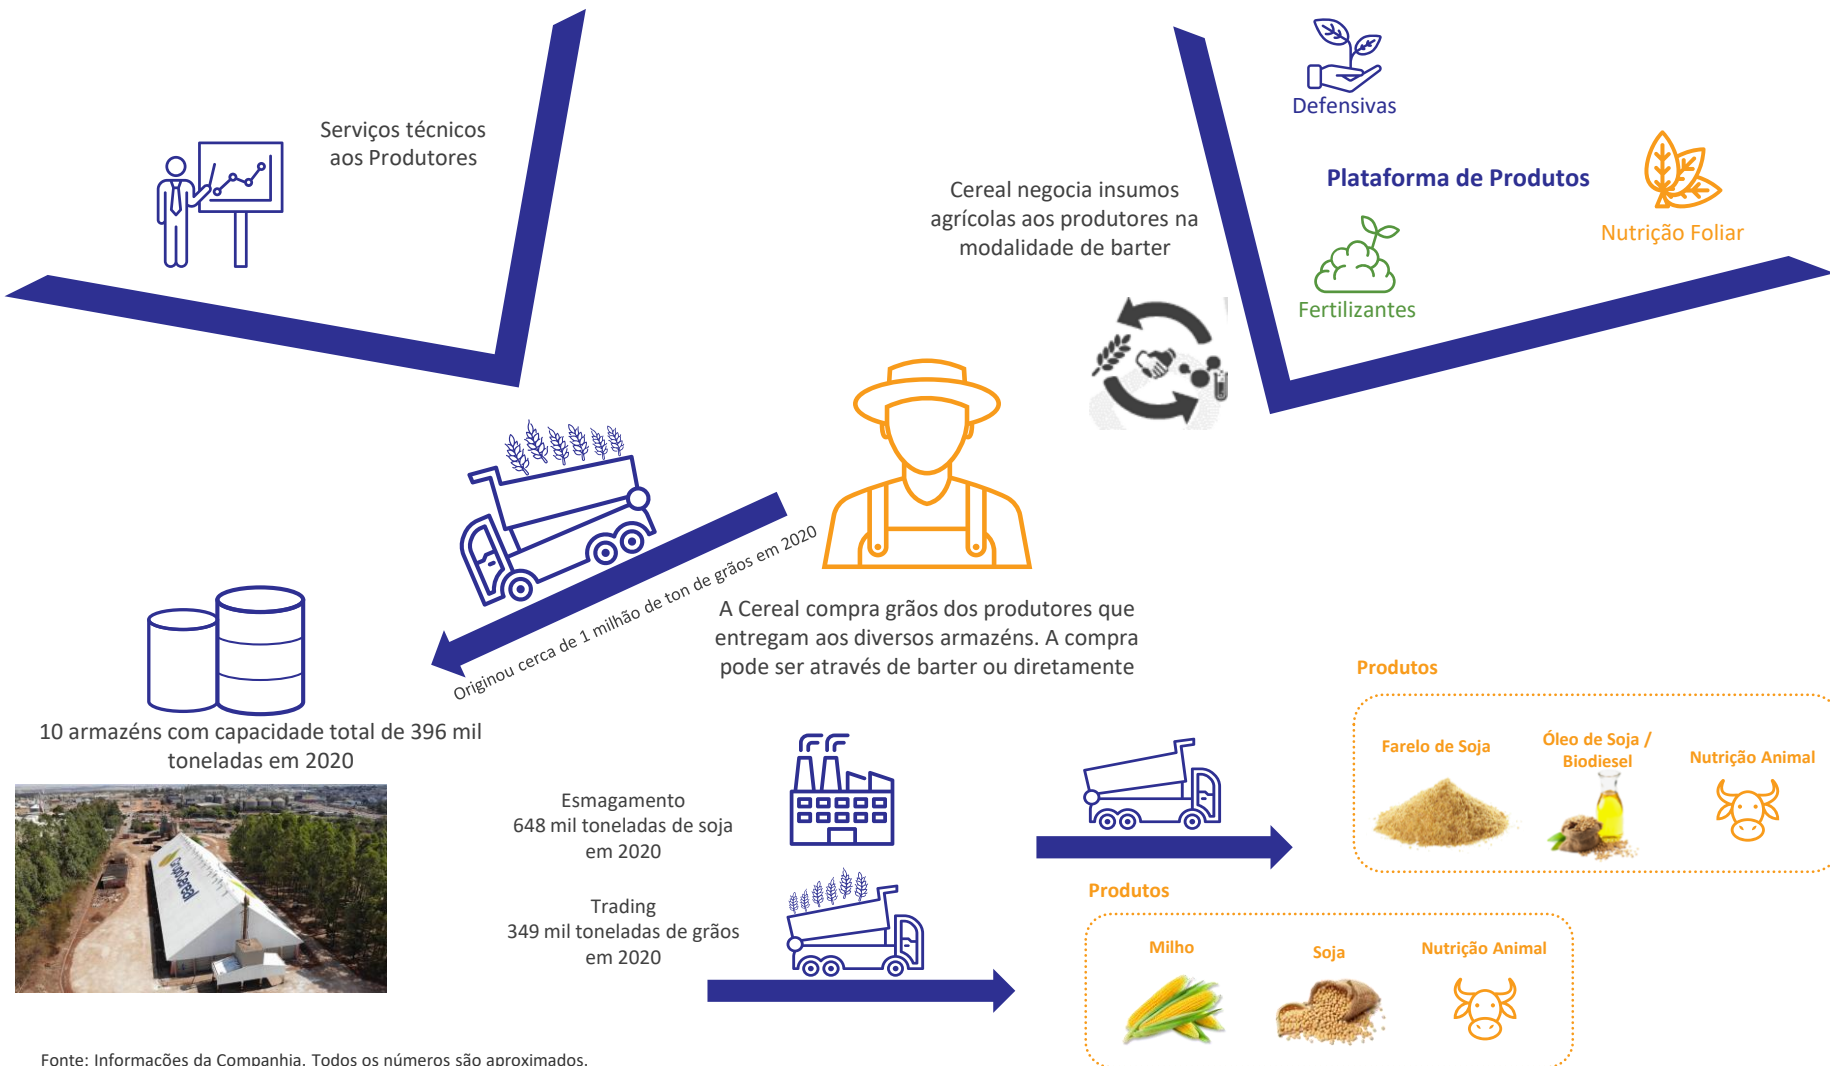 Serviços técnicos
aos Produtores
Defensivas
Plataforma de Produtos
Nutrição Foliar
Fertilizantes
Cereal negocia insumos
agrícolas aos produtores na
modalidade de barter
Originou cerca de 1 milhão de ton de grãos em 2020
A Cereal compra grãos dos produtores que
entregam aos diversos armazéns. A compra
pode ser através de barter ou diretamente
10 armazéns com capacidade total de 396 mil
toneladas em 2020
GrupoCereal
Esmagamento
648 mil toneladas de soja
em 2020
Trading
349 mil toneladas de grãos
em 2020
Produtos
Farelo de Soja
Óleo de Soja /
Biodiesel
Nutrição Animal
Produtos
Milho
Soja
Nutrição Animal
Fonte: Informações da Companhia. Todos os números são aproximados.